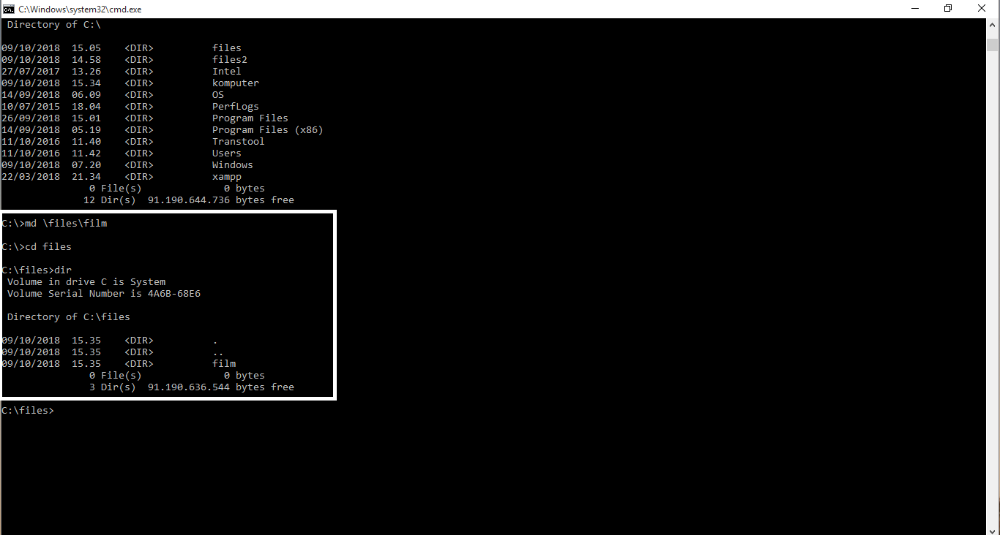 C:\Windows\system32\cmd.exe
Directory of C:\
09/10/2018  15.05    <DIR>          files
09/10/2018  14.58    <DIR>          files2
27/07/2017  13.26    <DIR>          Intel
09/10/2018  15.34    <DIR>          komputer
14/09/2018  06.09    <DIR>          OS
10/07/2015  18.04    <DIR>          PerfLogs
26/09/2018  15.01    <DIR>          Program Files
14/09/2018  05.19    <DIR>          Program Files (x86)
11/10/2016  11.40    <DIR>          Transtool
11/10/2016  11.42    <DIR>          Users
09/10/2018  07.20    <DIR>          Windows
22/03/2018  21.34    <DIR>          xampp
0 File(s)              0 bytes
12 Dir(s)  91.190.644.736 bytes free
C:\>md \files\film
C:\>cd files
C:\files>dir
Volume in drive C is System
Volume Serial Number is 4A6B-68E6
Directory of C:\files
09/10/2018  15.35    <DIR>          .
09/10/2018  15.35    <DIR>          ..
09/10/2018  15.35    <DIR>          film
0 File(s)              0 bytes
3 Dir(s)  91.190.636.544 bytes free
C:\files>